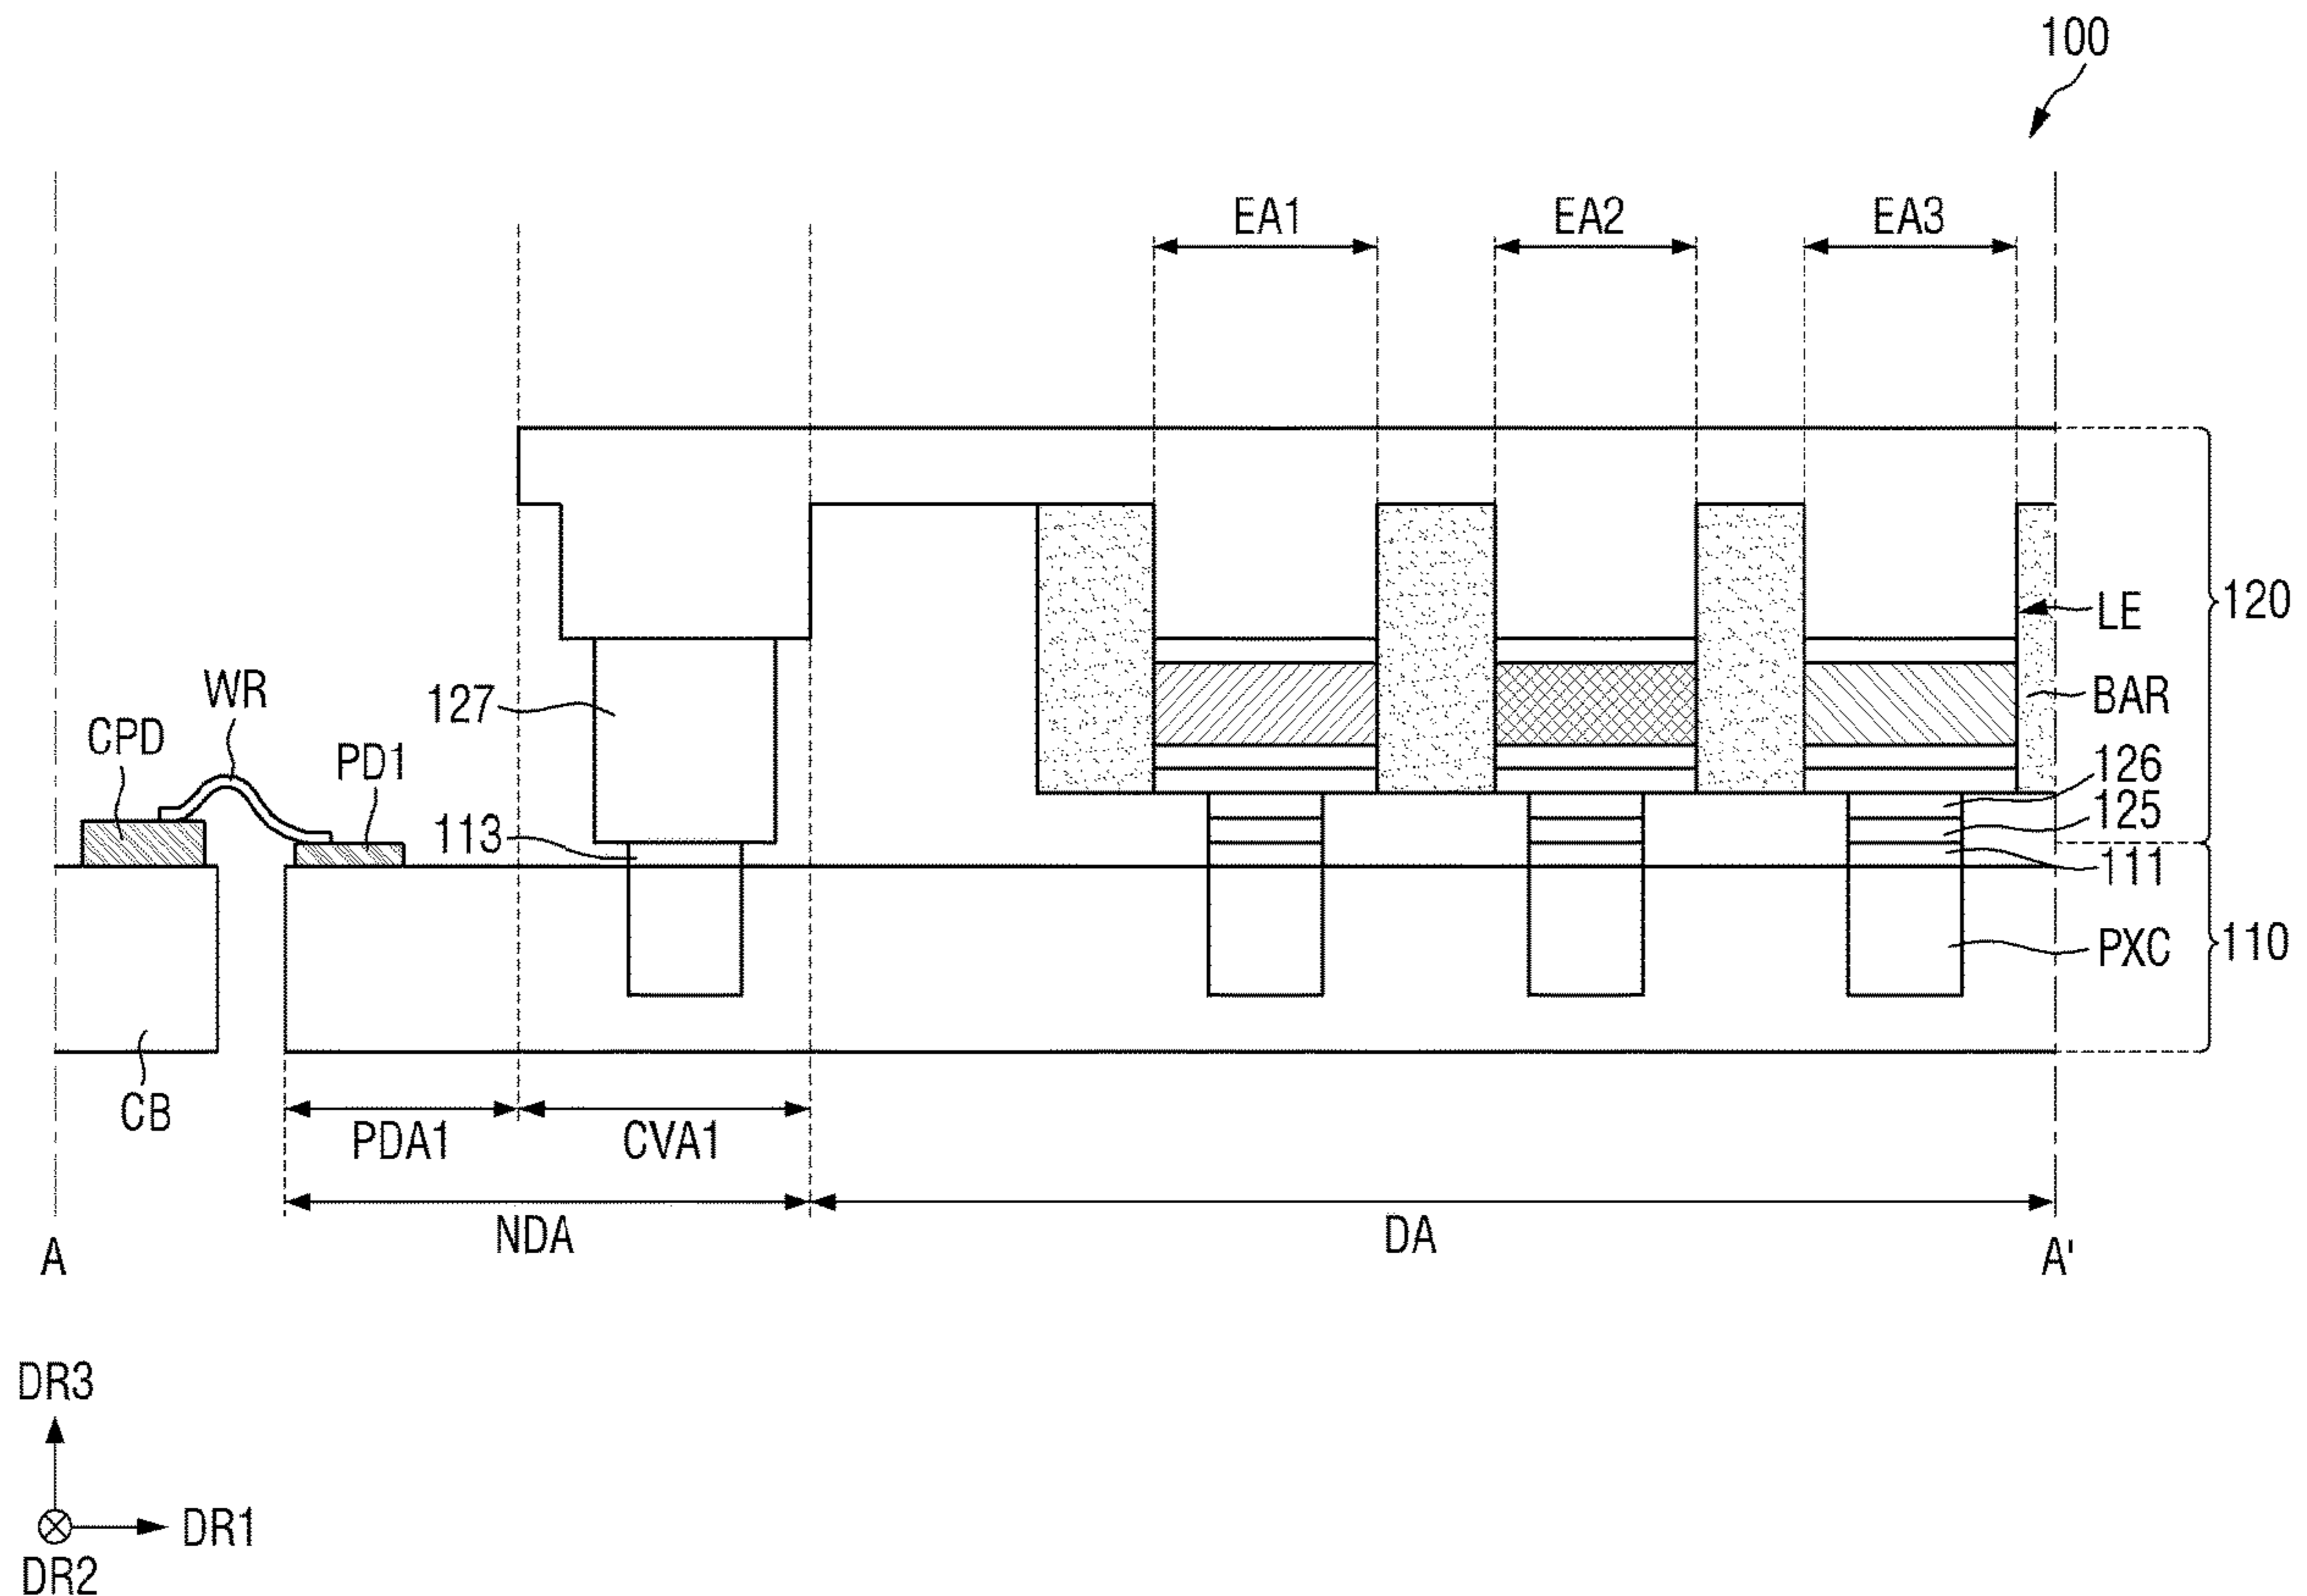 100
EA1 EA2 EA3
120
LE
WR
127
BAR
CPD
PD1
126
125
113
111
PXC
110
CB
PDA1 CVA1
NDA DA
A A'
DR3
DR1
DR2